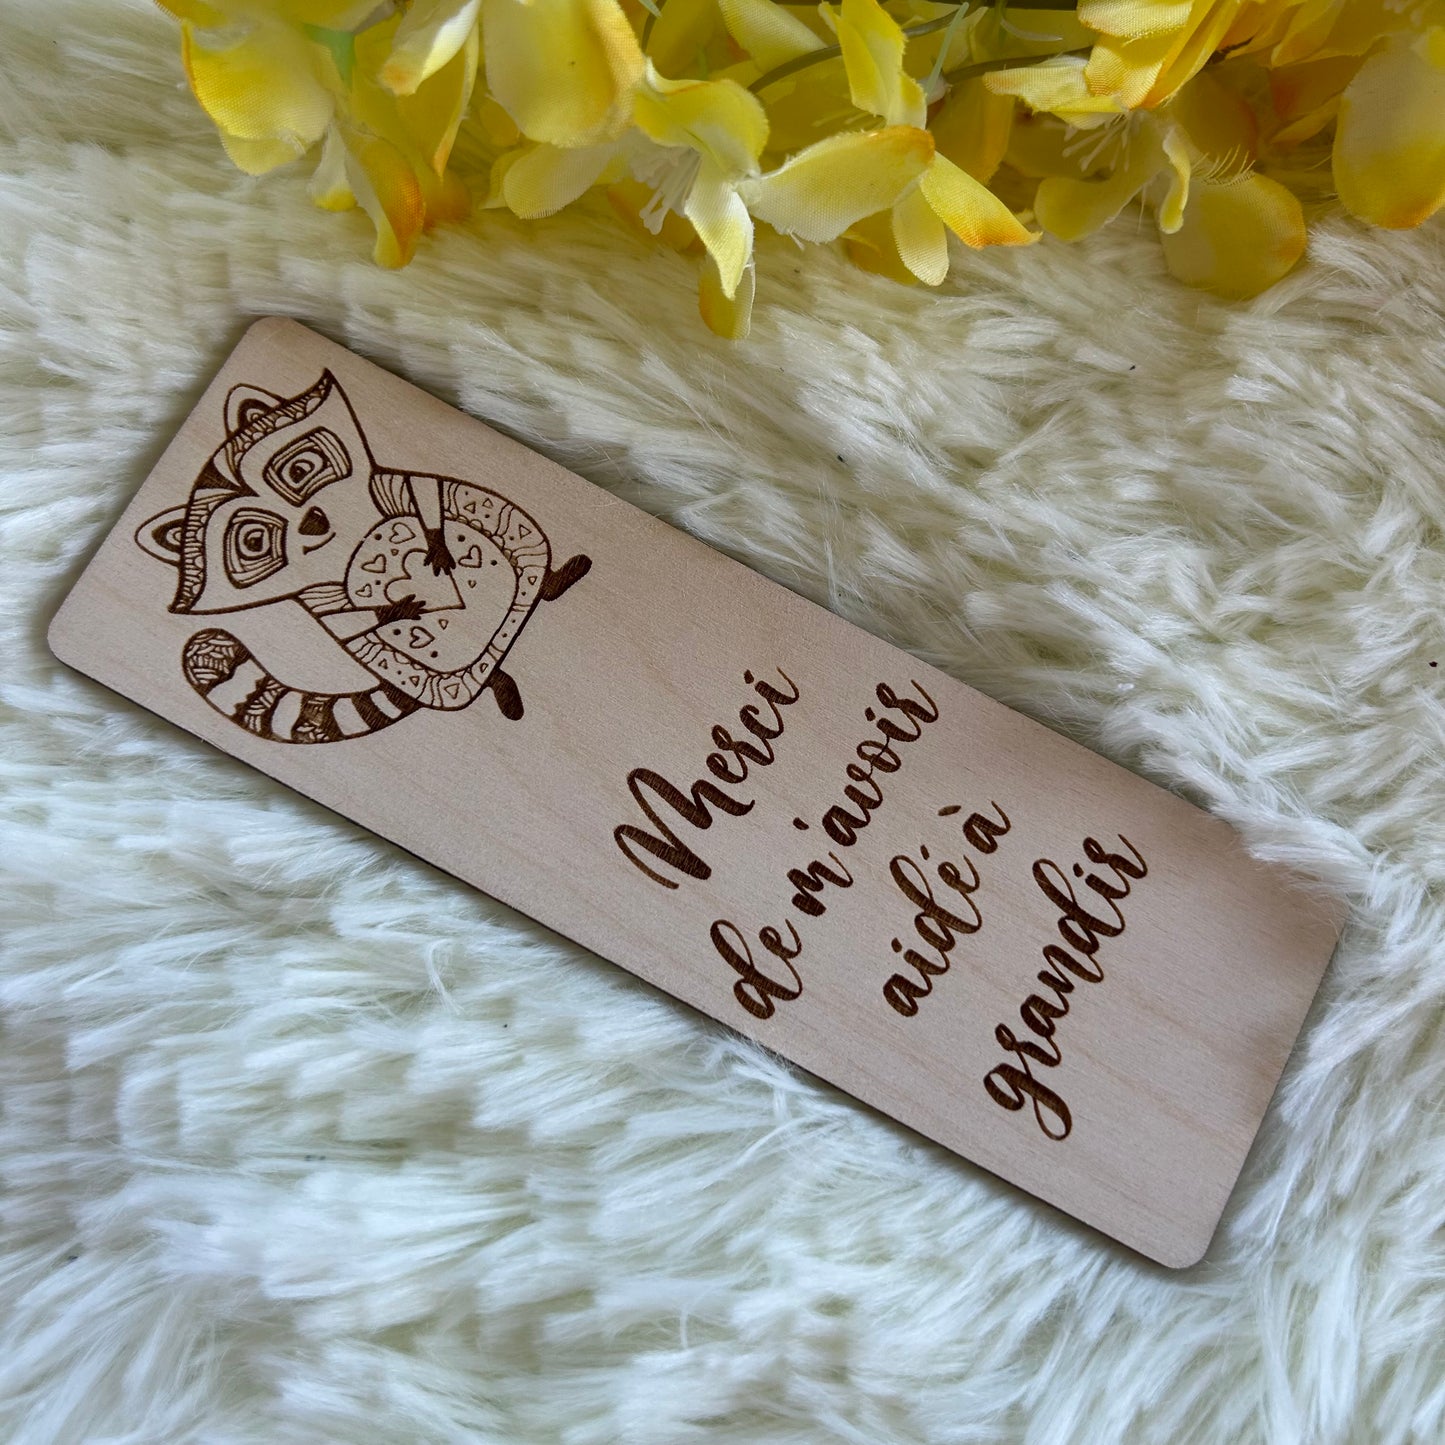 Merci
de m'avoir
aidé à
grandir